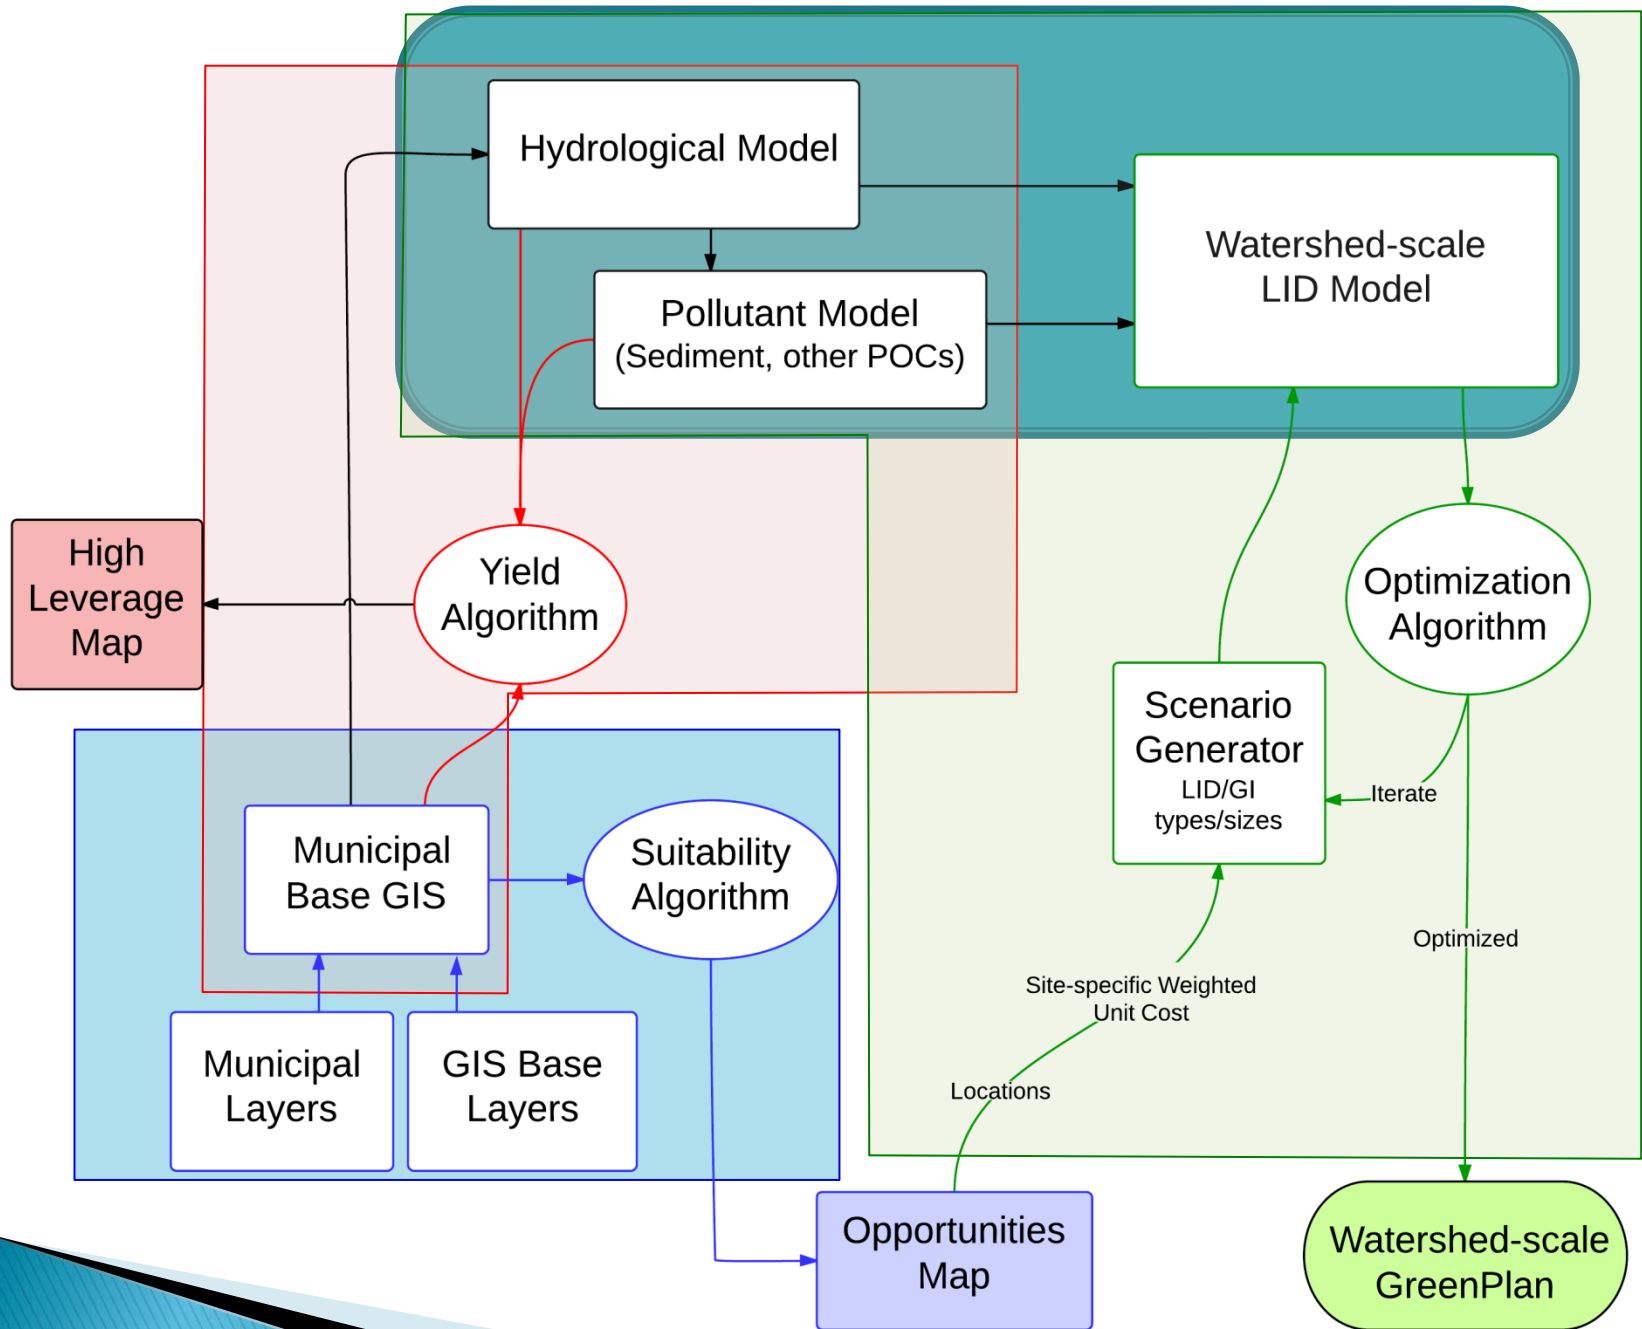 Hydrological Model
Watershed-scale
LID Model
Pollutant Model
(Sediment, other POCs)
High
Leverage
Map
Yield
Algorithm
Optimization
Algorithm
Scenario
Generator
LID/GI
types/sizes
Iterate
Municipal
Base GIS
Suitability
Algorithm
Optimized
Site-specific Weighted
Unit Cost
Municipal
Layers
GIS Base
Layers
Locations
Opportunities
Map
Watershed-scale
GreenPlan